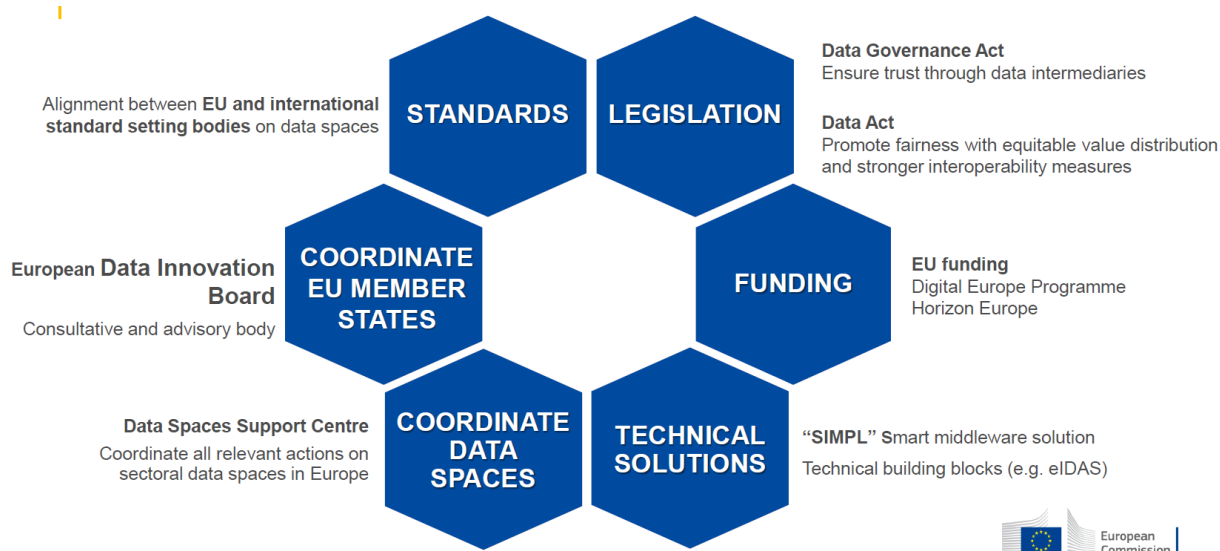 Alignment between EU and international
standard setting bodies on data spaces
STANDARDS
LEGISLATION
Data Governance Act
Ensure trust through data intermediaries
Data Act
Promote fairness with equitable value distribution
and stronger interoperability measures
European Data Innovation
Board
Consultative and advisory body
COORDINATE
EU MEMBER
STATES
FUNDING
EU funding
Digital Europe Programme
Horizon Europe
Data Spaces Support Centre
Coordinate all relevant actions on
sectoral data spaces in Europe
COORDINATE
DATA
SPACES
TECHNICAL
SOLUTIONS
“SIMPL” Smart middleware solution
Technical building blocks (e.g. eIDAS)
European
Commission